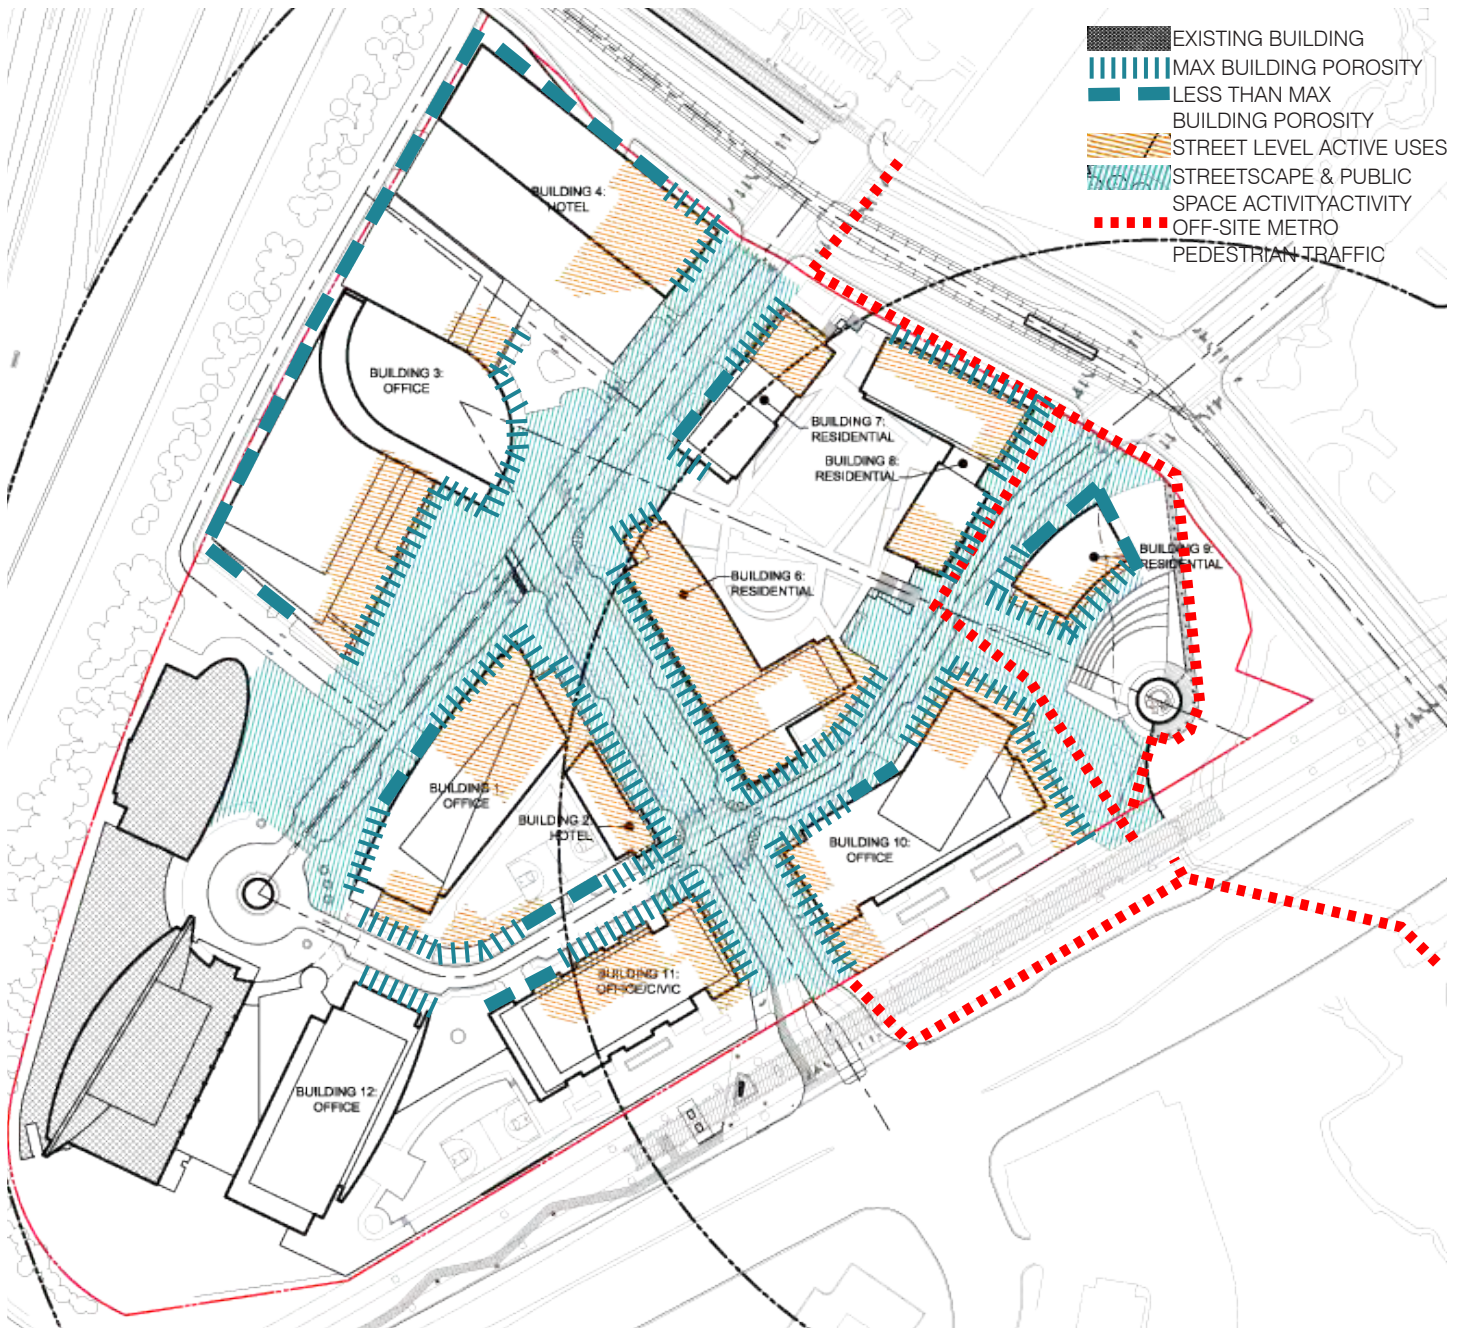 EXISTING BUILDING
MAX BUILDING POROSITY
LESS THAN MAX
BUILDING POROSITY
STREET LEVEL ACTIVE USES
STREETSCAPE & PUBLIC
SPACE ACTIVITYACTIVITY
OFF-SITE METRO
PEDESTRIAN TRAFFIC
BUILDING 4:
HOTEL
BUILDING 3:
OFFICE
BUILDING 7:
RESIDENTIAL
BUILDING 8:
RESIDENTIAL
BUILDING 9:
RESIDENTIAL
BUILDING 6:
RESIDENTIAL
BUILDING 1
OFFICE
BUILDING 2:
HOTEL
BUILDING 10:
OFFICE
BUILDING 11:
OFFICE/CIVIC
BUILDING 12:
OFFICE